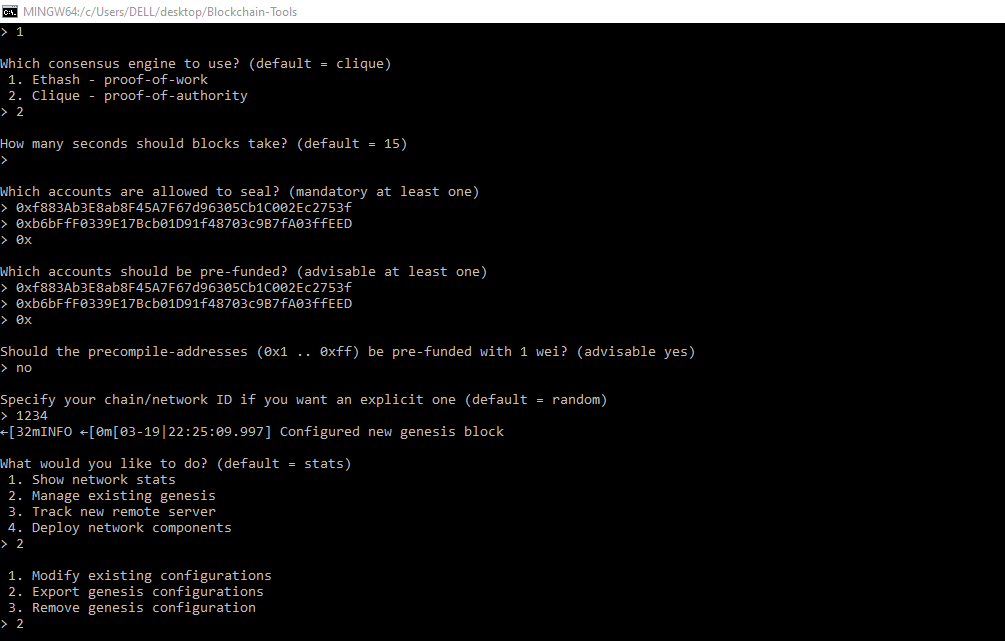 MINGW64:/c/Users/DELL/desktop/Blockchain-Tools
> 1
Which consensus engine to use? (default = clique)
1. Ethash - proof-of-work
2. Clique - proof-of-authority
> 2
How many seconds should blocks take? (default = 15)
>
Which accounts are allowed to seal? (mandatory at least one)
> 0xf883Ab3E8ab8F45A7F67d96305Cb1C002Ec2753f
> 0xb6bFfF0339E17Bcb01D91f48703c9B7fA03ffEED
> 0x
Which accounts should be pre-funded? (advisable at least one)
> 0xf883Ab3E8ab8F45A7F67d96305Cb1C002Ec2753f
> 0xb6bFfF0339E17Bcb01D91f48703c9B7fA03ffEED
> 0x
Should the precompile-addresses (0x1 .. 0xff) be pre-funded with 1 wei? (advisable yes)
> no
Specify your chain/network ID if you want an explicit one (default = random)
> 1234
←[32mINFO ←[0m[03-19|22:25:09.997] Configured new genesis block
What would you like to do? (default = stats)
1. Show network stats
2. Manage existing genesis
3. Track new remote server
4. Deploy network components
> 2
1. Modify existing configurations
2. Export genesis configurations
3. Remove genesis configuration
> 2